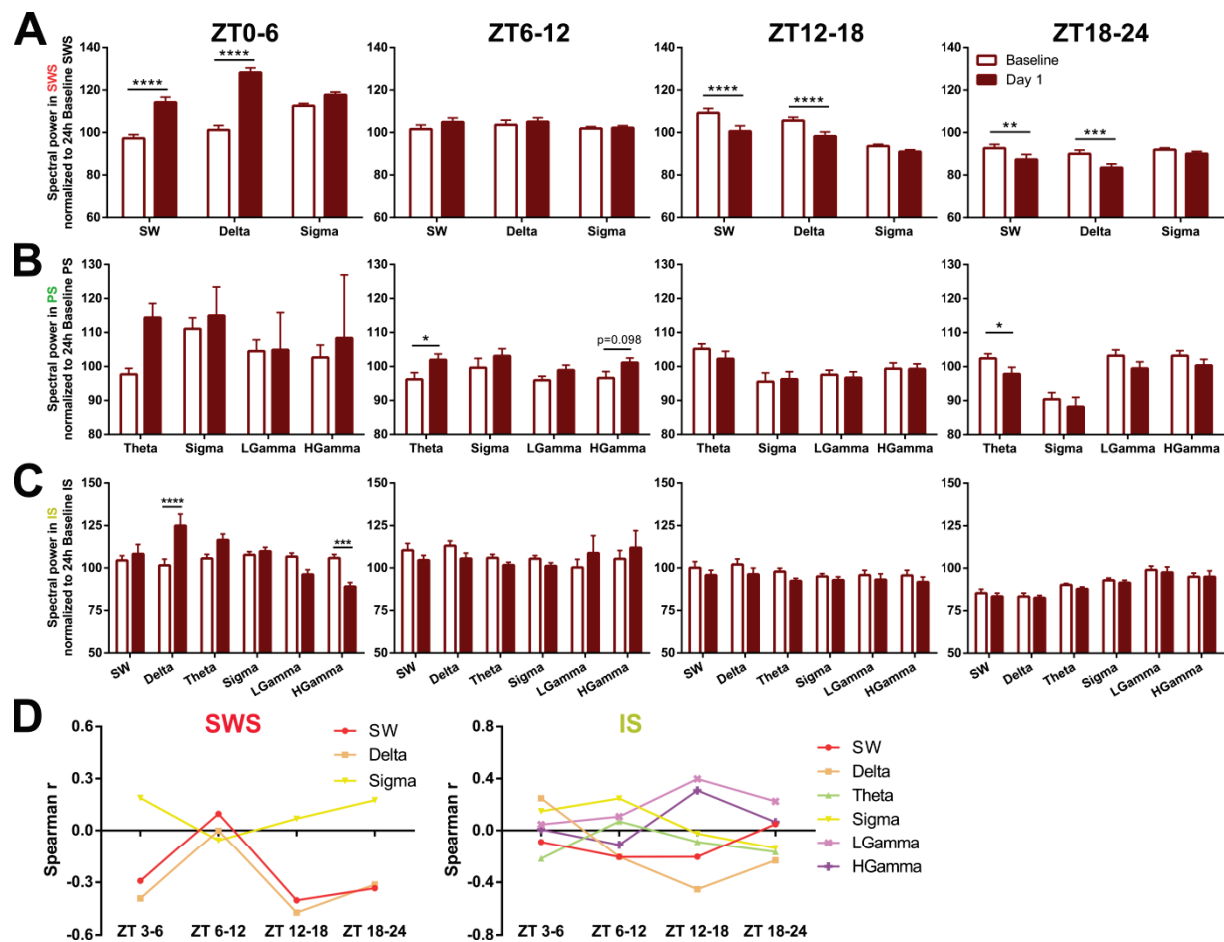 A
ZT0-6
ZT6-12
ZT12-18
ZT18-24
Spectral power in SWS
normalized to 24h Baseline SWS
140
120
100
80
60
****
****
SW
Delta
Sigma
140
120
100
80
60
SW
Delta
Sigma
140
120
100
80
60
****
****
SW
Delta
Sigma
140
120
100
80
60
**
***
Baseline
Day 1
SW
Delta
Sigma
B
Spectral power in PS
normalized to 24h Baseline PS
130
120
110
100
90
80
Theta
Sigma
LGamma
HGamma
130
120
110
100
90
80
*
p=0.098
Theta
Sigma
LGamma
HGamma
130
120
110
100
90
80
Theta
Sigma
LGamma
HGamma
130
120
110
100
90
80
*
Theta
Sigma
LGamma
HGamma
C
Spectral power in IS
normalized to 24h Baseline IS
150
125
100
75
50
****
***
SW
Delta
Theta
Sigma
LGamma
HGamma
150
125
100
75
50
SW
Delta
Theta
Sigma
LGamma
HGamma
150
125
100
75
50
SW
Delta
Theta
Sigma
LGamma
HGamma
150
125
100
75
50
SW
Delta
Theta
Sigma
LGamma
HGamma
D
SWS
Spearman r
0.6
0.3
0.0
-0.3
-0.6
SW
Delta
Sigma
ZT 3-6
ZT 6-12
ZT 12-18
ZT 18-24
IS
Spearman r
0.8
0.4
0.0
-0.4
-0.8
SW
Delta
Theta
Sigma
LGamma
HGamma
ZT 3-6
ZT 6-12
ZT 12-18
ZT 18-24